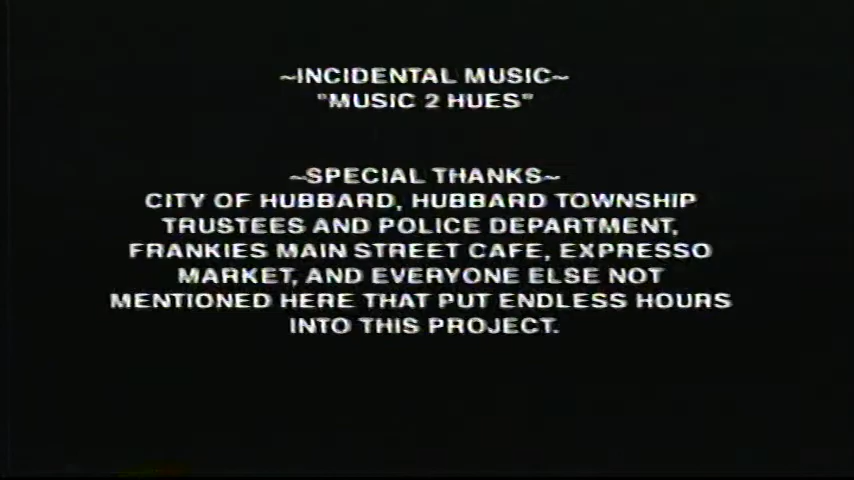 ~INCIDENTAL MUSIC~
"MUSIC 2 HUES"
~SPECIAL THANKS~
CITY OF HUBBARD, HUBBARD TOWNSHIP
TRUSTEES AND POLICE DEPARTMENT,
FRANKIES MAIN STREET CAFE, EXPRESSO
MARKET, AND EVERYONE ELSE NOT
MENTIONED HERE THAT PUT ENDLESS HOURS
INTO THIS PROJECT.